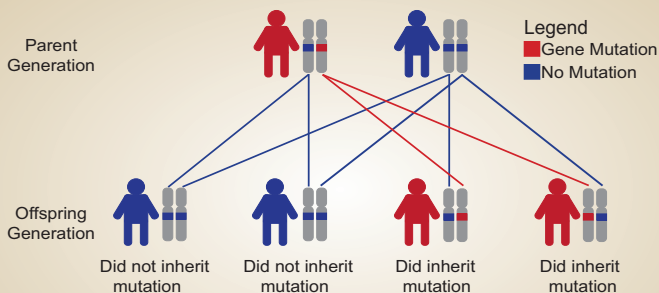 Parent
Generation
Legend
Gene Mutation
No Mutation
Offspring
Generation
Did not inherit
mutation
Did not inherit
mutation
Did inherit
mutation
Did inherit
mutation